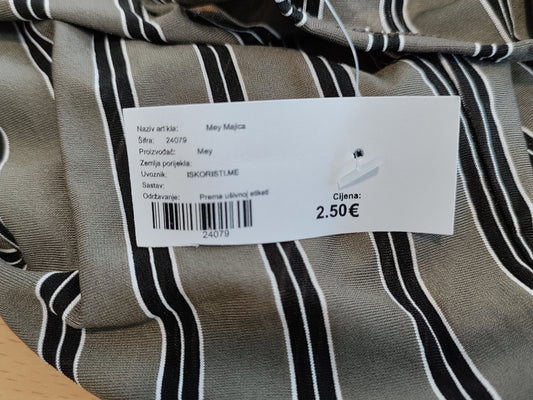 Naziv artikla: Mey Majica
Šifra: 24079
Proizvođač: Mey
Zemlja porijekla:
Uvoznik: ISKORISTI.ME
Sastav:
Održavanje: Prema ušivnoj etiketi
24079
Cijena:
2.50€